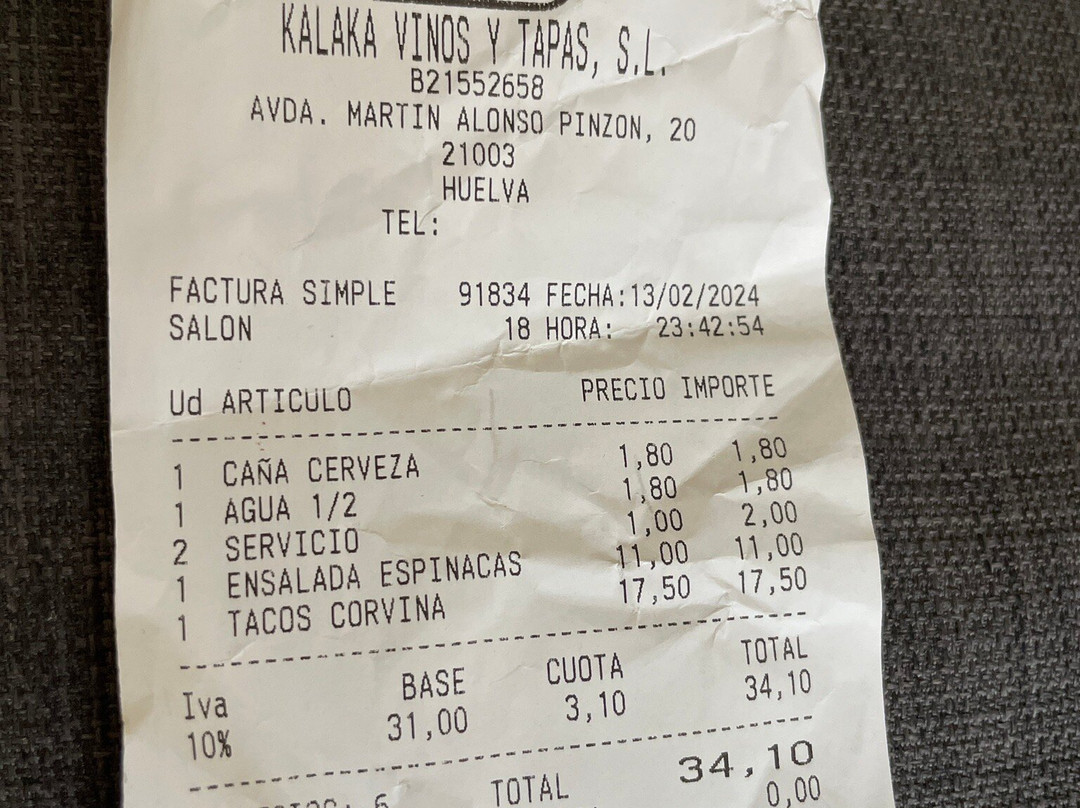 KALAKA VINOS Y TAPAS, S.L.
B21552658
AVDA. MARTIN ALONSO PINZON, 20
21003
HUELVA
TEL:
FACTURA SIMPLE 91834 FECHA:13/02/2024
SALON 18 HORA: 23:42:54
Ud ARTICULO PRECIO IMPORTE
1 CAÑA CERVEZA 1,80 1,80
1 AGUA 1/2 1,80 1,80
2 SERVICIO 1,00 2,00
1 ENSALADA ESPINACAS 11,00 11,00
1 TACOS CORVINA 17,50 17,50
Iva BASE CUOTA TOTAL
10% 31,00 3,10 34,10
TOTAL 34,10
0,00